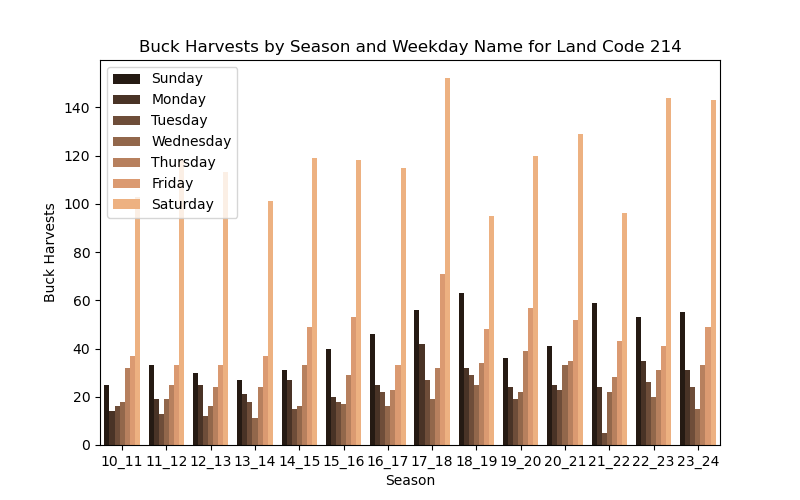 Buck Harvests by Season and Weekday Name for Land Code 214
Sunday
Monday
Tuesday
Wednesday
Thursday
Friday
Saturday
140
120
100
80
60
40
20
0
Buck Harvests
10_11 11_12 12_13 13_14 14_15 15_16 16_17 17_18 18_19 19_20 20_21 21_22 22_23 23_24
Season